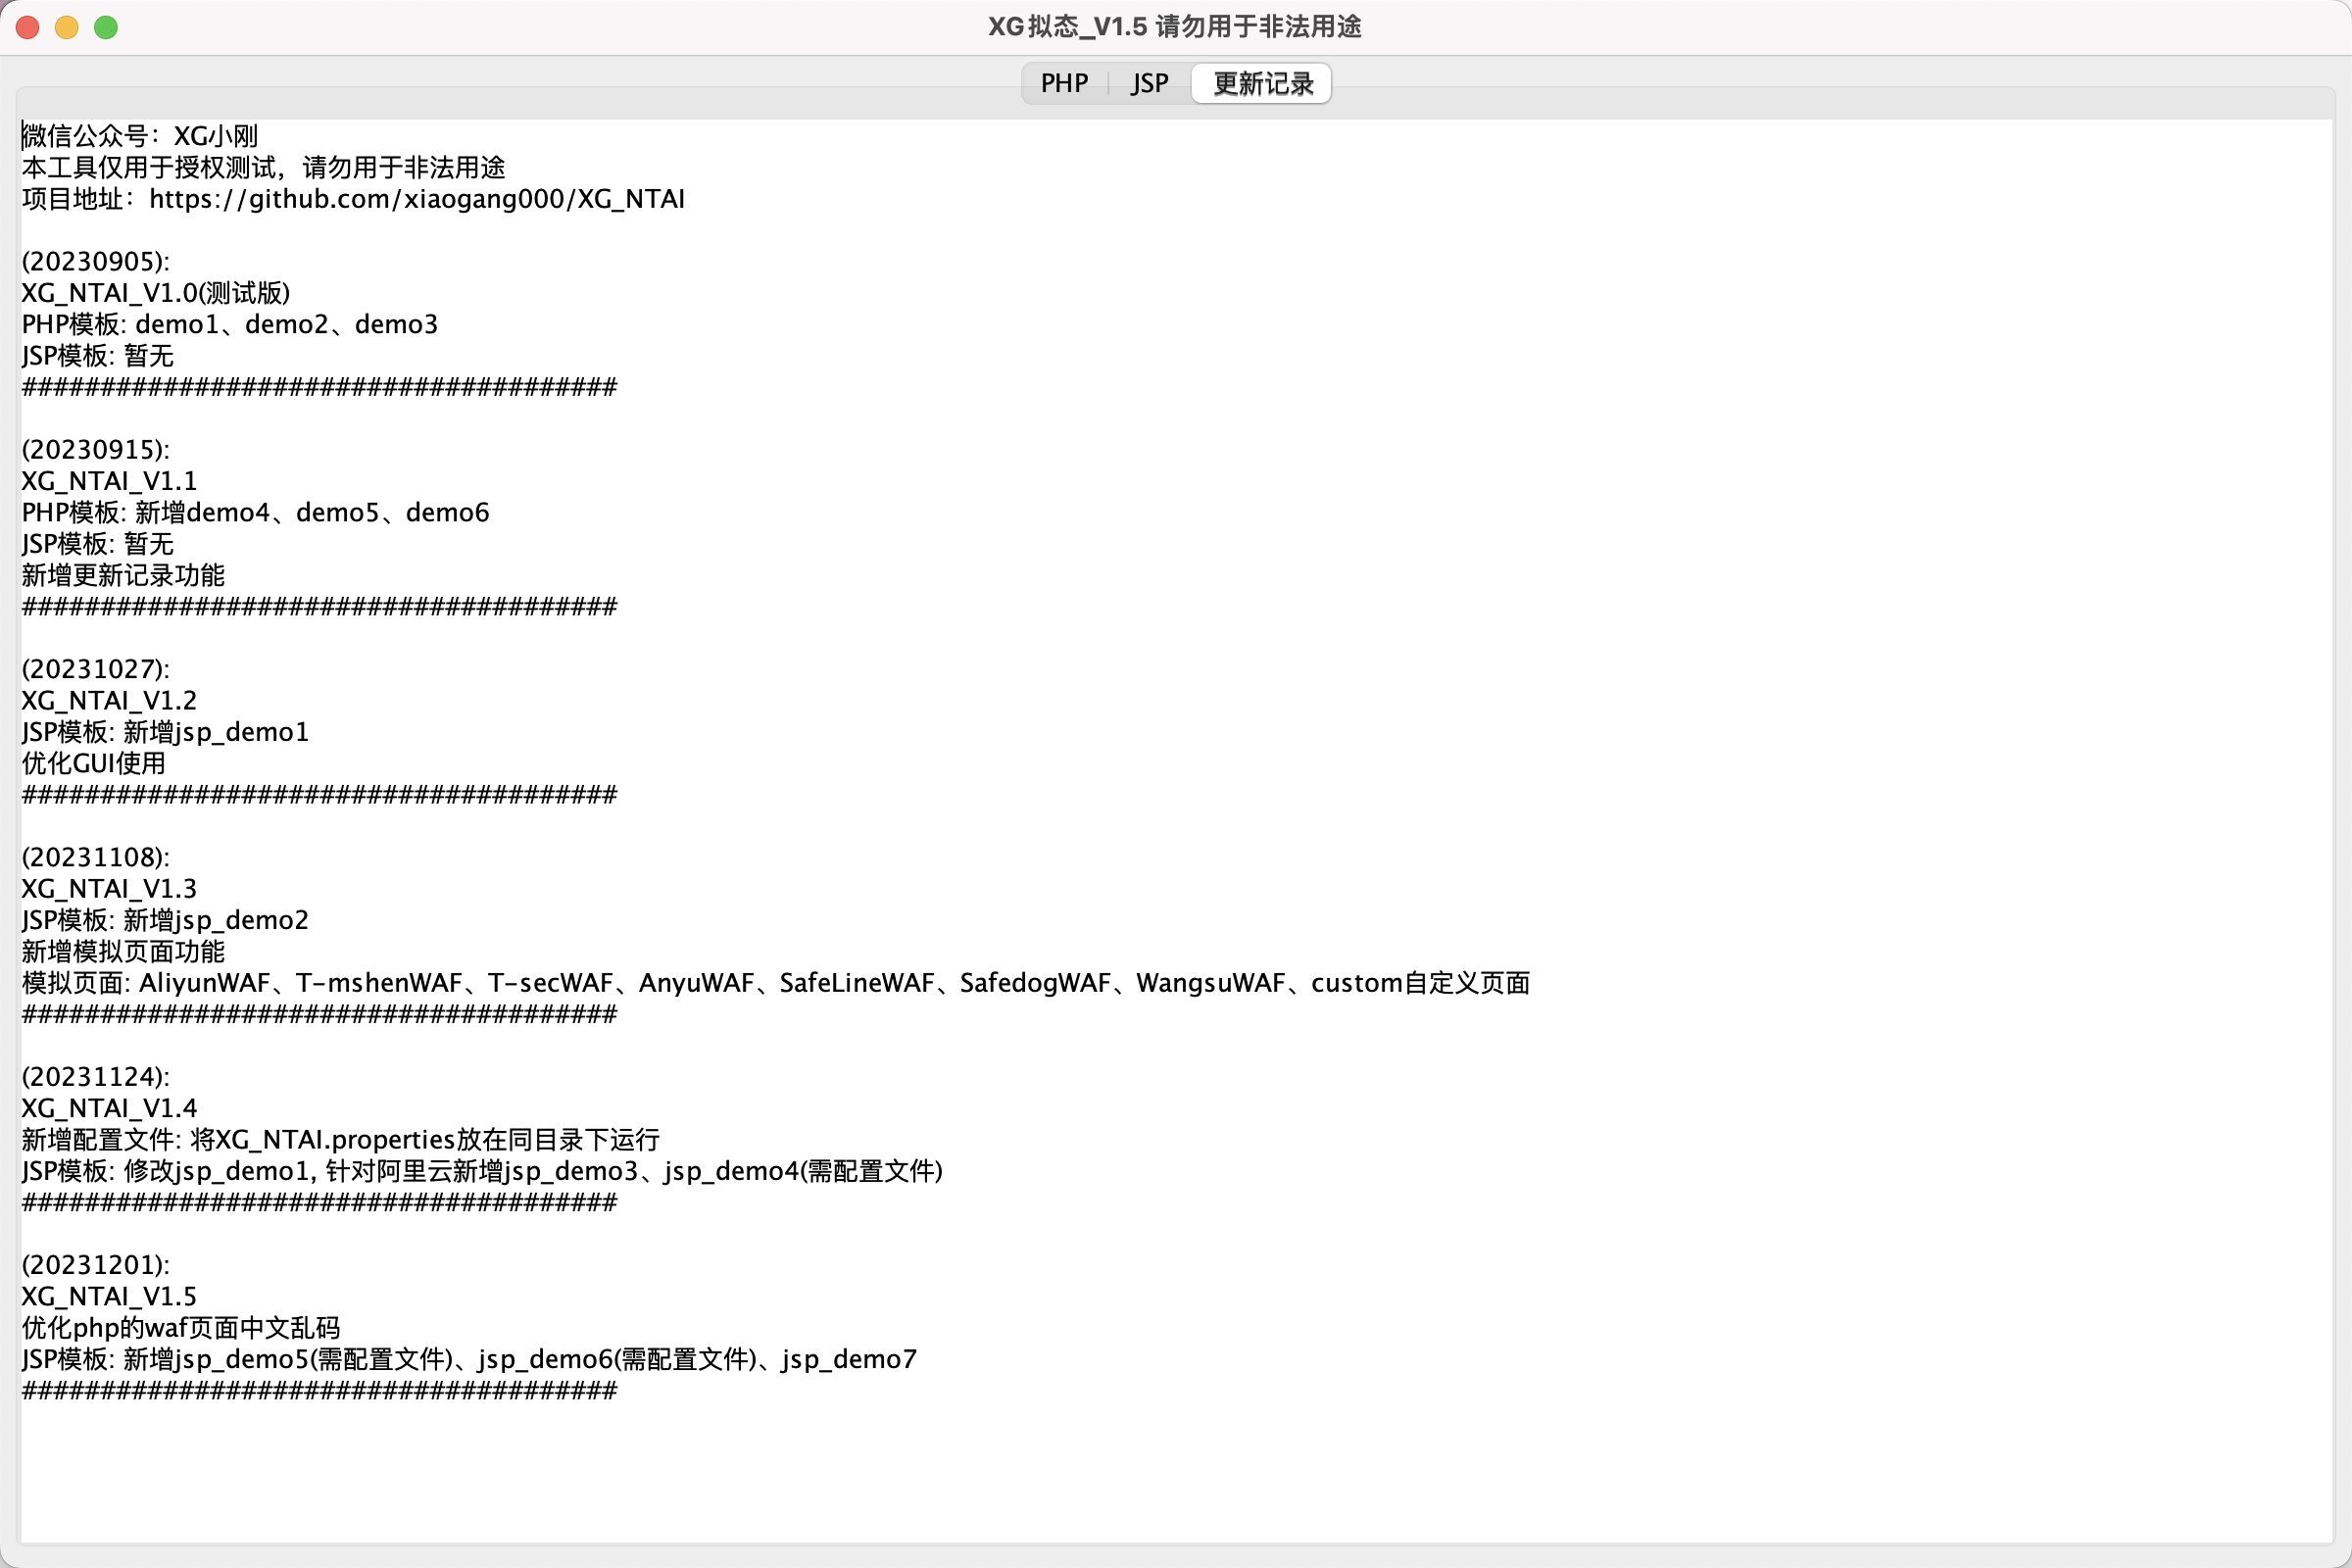 XG拟态_V1.5 请勿用于非法用途
PHP JSP 更新记录
微信公众号：XG小刚
本工具仅用于授权测试，请勿用于非法用途
项目地址：https://github.com/xiaogang000/XG_NTAI
(20230905):
XG_NTAI_V1.0(测试版)
PHP模板: demo1、demo2、demo3
JSP模板: 暂无
######################################
(20230915):
XG_NTAI_V1.1
PHP模板: 新增demo4、demo5、demo6
JSP模板: 暂无
新增更新记录功能
######################################
(20231027):
XG_NTAI_V1.2
JSP模板: 新增jsp_demo1
优化GUI使用
######################################
(20231108):
XG_NTAI_V1.3
JSP模板: 新增jsp_demo2
新增模拟页面功能
模拟页面: AliyunWAF、T-mshenWAF、T-secWAF、AnyuWAF、SafeLineWAF、SafedogWAF、WangsuWAF、custom自定义页面
######################################
(20231124):
XG_NTAI_V1.4
新增配置文件: 将XG_NTAI.properties放在同目录下运行
JSP模板: 修改jsp_demo1, 针对阿里云新增jsp_demo3、jsp_demo4(需配置文件)
######################################
(20231201):
XG_NTAI_V1.5
优化php的waf页面中文乱码
JSP模板: 新增jsp_demo5(需配置文件)、jsp_demo6(需配置文件)、jsp_demo7
######################################